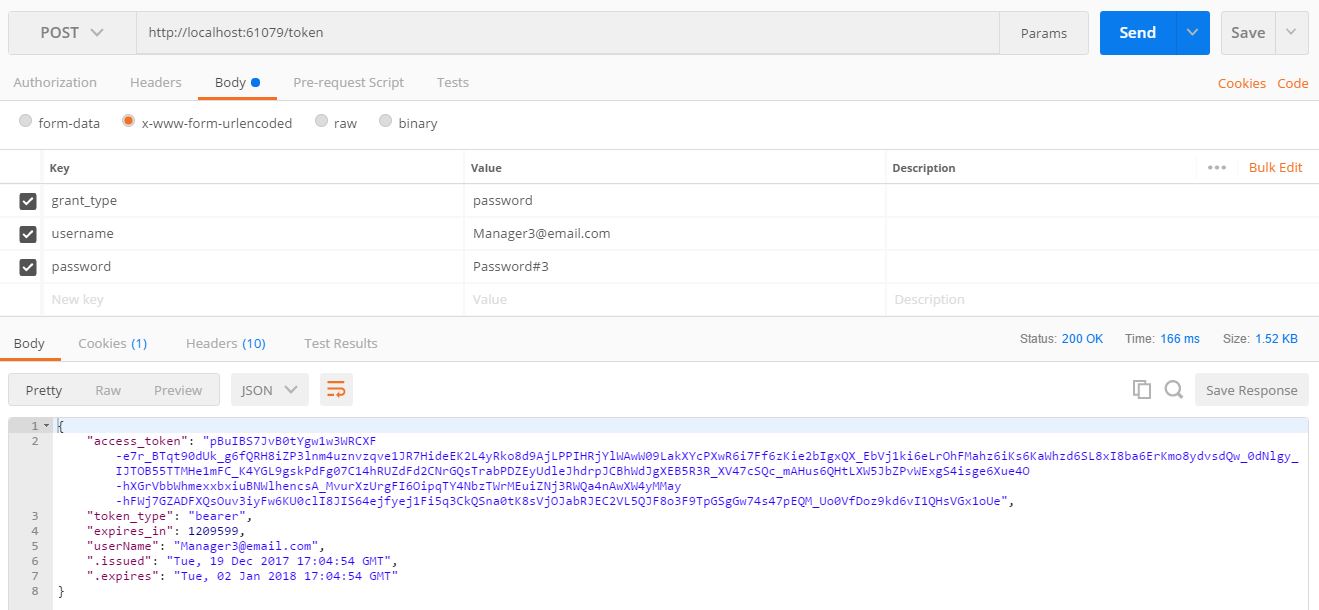 POST http://localhost:61079/token Params Send Save
Authorization Headers Body Pre-request Script Tests Cookies Code
form-data x-www-form-urlencoded raw binary
Key Value Description ••• Bulk Edit
grant_type password
username Manager3@email.com
password Password#3
New key Value Description
Body Cookies (1) Headers (10) Test Results Status: 200 OK Time: 166 ms Size: 1.52 KB
Pretty Raw Preview JSON Save Response
1 {
2 "access_token": "pBuIBS7JvB0tYgw1w3WRCXF
-e7r_BTqt90dUk_g6fQRH8iZP3lnm4uznvzqve1JR7HideEK2L4yRko8d9AjLPPIHRjYlWAwW09LakXYcPXwR6i7Ff6zKie2bIgxQX_EbVj1ki6eLrOhFMahz6iKs6KaWhzd6SL8xI8ba6ErKmo8ydvsdQw_0dNlgy_
IJTOB55TTMHe1mFC_K4YGL9gskPdFg07C14hRUZdFd2CNrGQsTrabPDZEyUdleJhdrpJCBhWdJgXEB5R3R_XV47cSQc_mAHus6QHtLXW5JbZPvWExgS4isge6Xue4O
-hXGrVbbWhmexxbxiuBNWlhencsA_MvurXzUrgFI6OipqTY4NbzTWrMEuiZNj3RWQa4nAwXW4yMMay
-hFWj7GZADFXQsOuv3iyFw6KU0clI8JIS64ejfyej1Fi5q3CkQSna0tK8sVjOJabRJEC2VL5QJF8o3F9TpGSgGw74s47pEQM_Uo0VfDoz9kd6vI1QHsVGx1oUe",
3 "token_type": "bearer",
4 "expires_in": 1209599,
5 "userName": "Manager3@email.com",
6 ".issued": "Tue, 19 Dec 2017 17:04:54 GMT",
7 ".expires": "Tue, 02 Jan 2018 17:04:54 GMT"
8 }